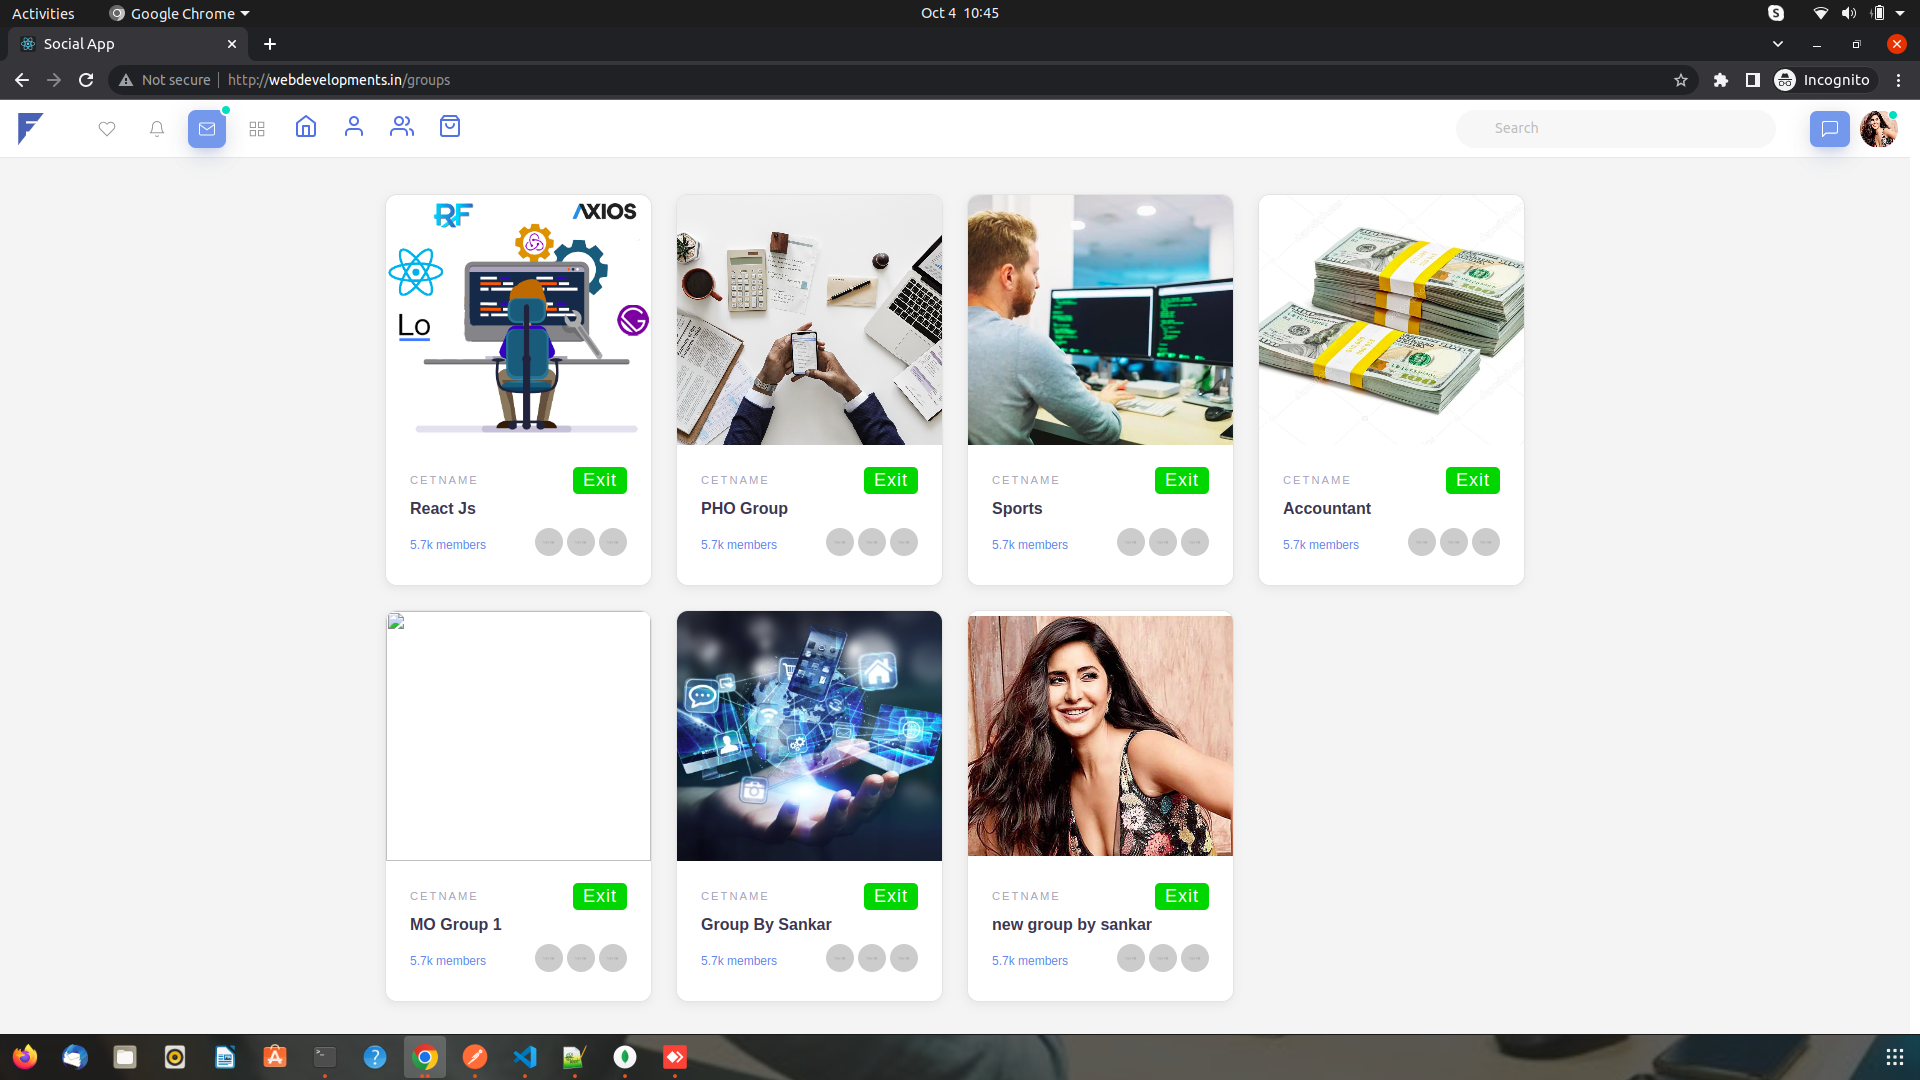 Activities
Google Chrome
Oct 4 10:45
S
Social App
Not secure
http://webdevelopments.in/groups
Incognito
Search
RF
AXIOS
Lo
CETNAME
Exit
React Js
5.7k members
CETNAME
Exit
PHO Group
5.7k members
CETNAME
Exit
Sports
5.7k members
100
CETNAME
Exit
Accountant
5.7k members
CETNAME
Exit
MO Group 1
5.7k members
CETNAME
Exit
Group By Sankar
5.7k members
CETNAME
Exit
new group by sankar
5.7k members